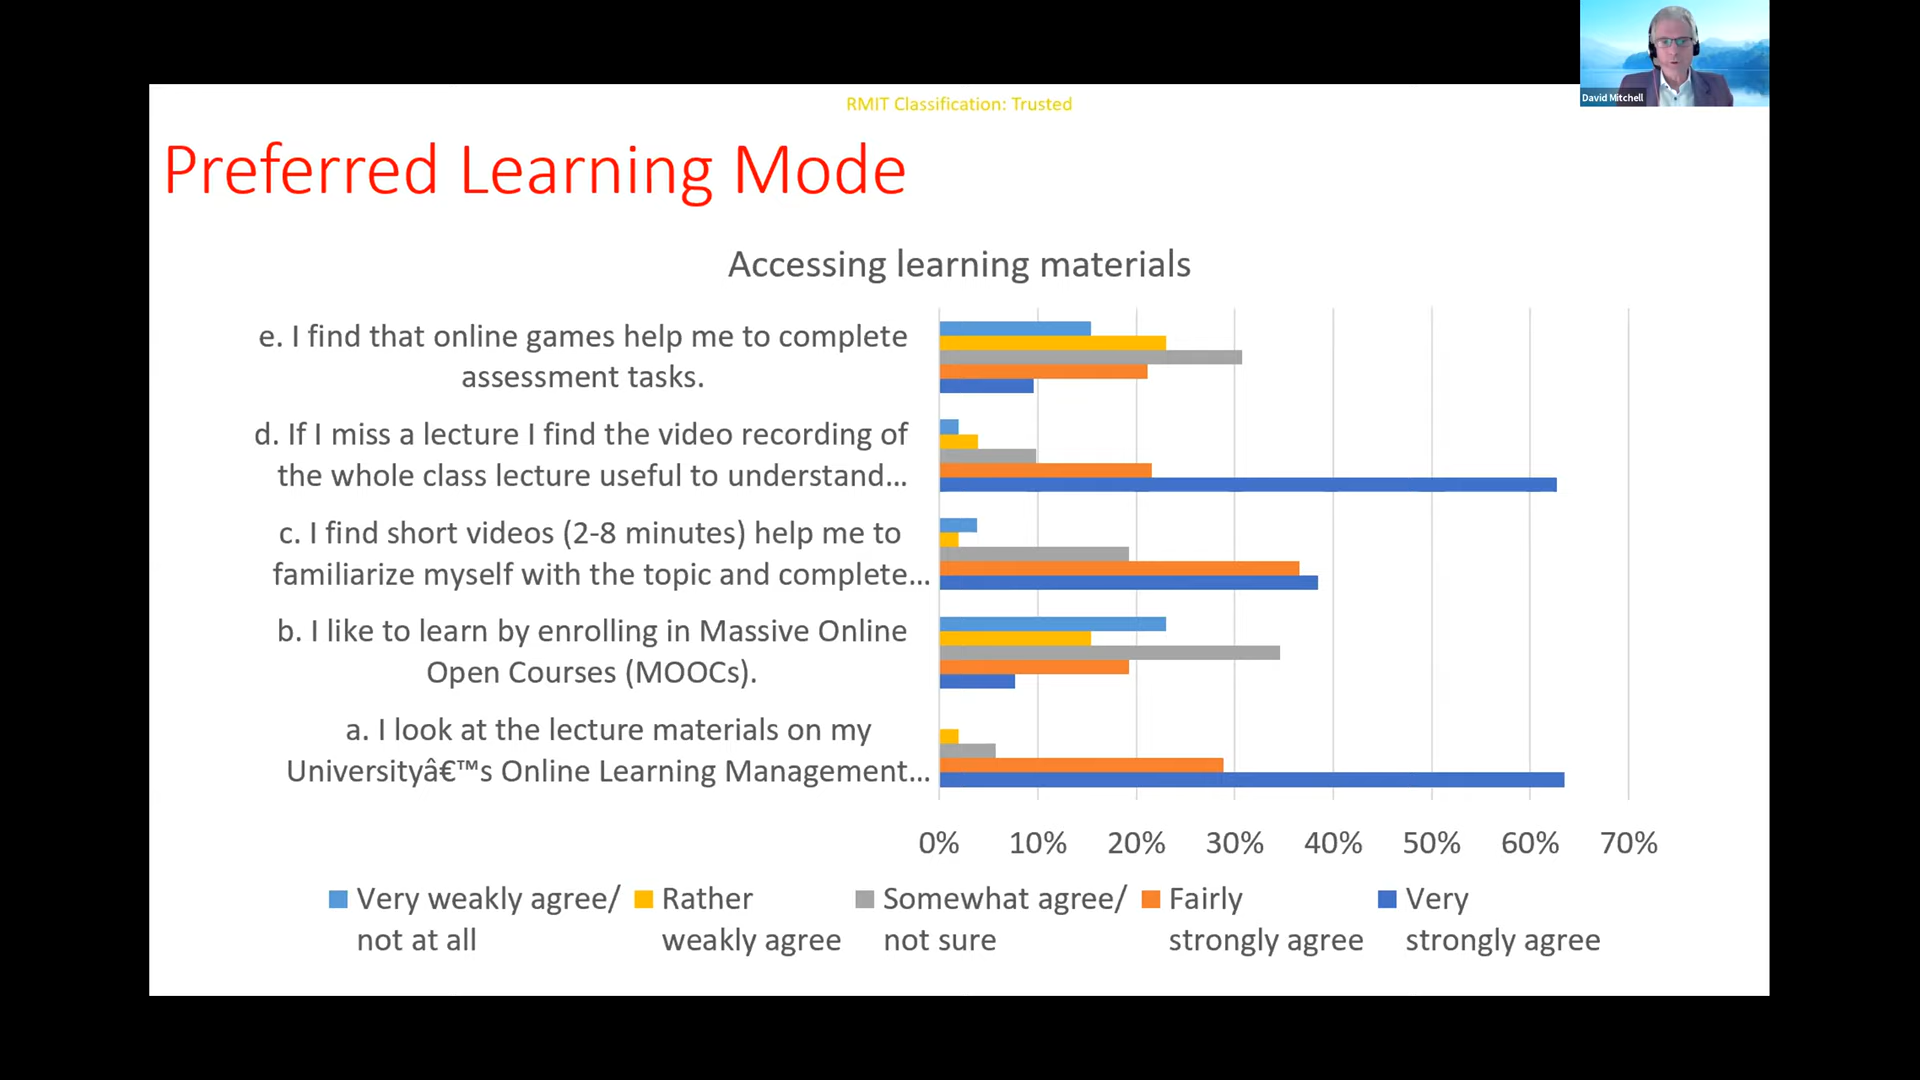 David Mitchell
RMIT Classification: Trusted
Preferred Learning Mode
Accessing learning materials
e. I find that online games help me to complete
assessment tasks.
d. If I miss a lecture I find the video recording of
the whole class lecture useful to understand...
c. I find short videos (2-8 minutes) help me to
familiarize myself with the topic and complete...
b. I like to learn by enrolling in Massive Online
Open Courses (MOOCs).
a. I look at the lecture materials on my
Universityâ€™s Online Learning Management...
0% 10% 20% 30% 40% 50% 60% 70%
Very weakly agree/ Rather Somewhat agree/ Fairly Very
not at all weakly agree not sure strongly agree strongly agree